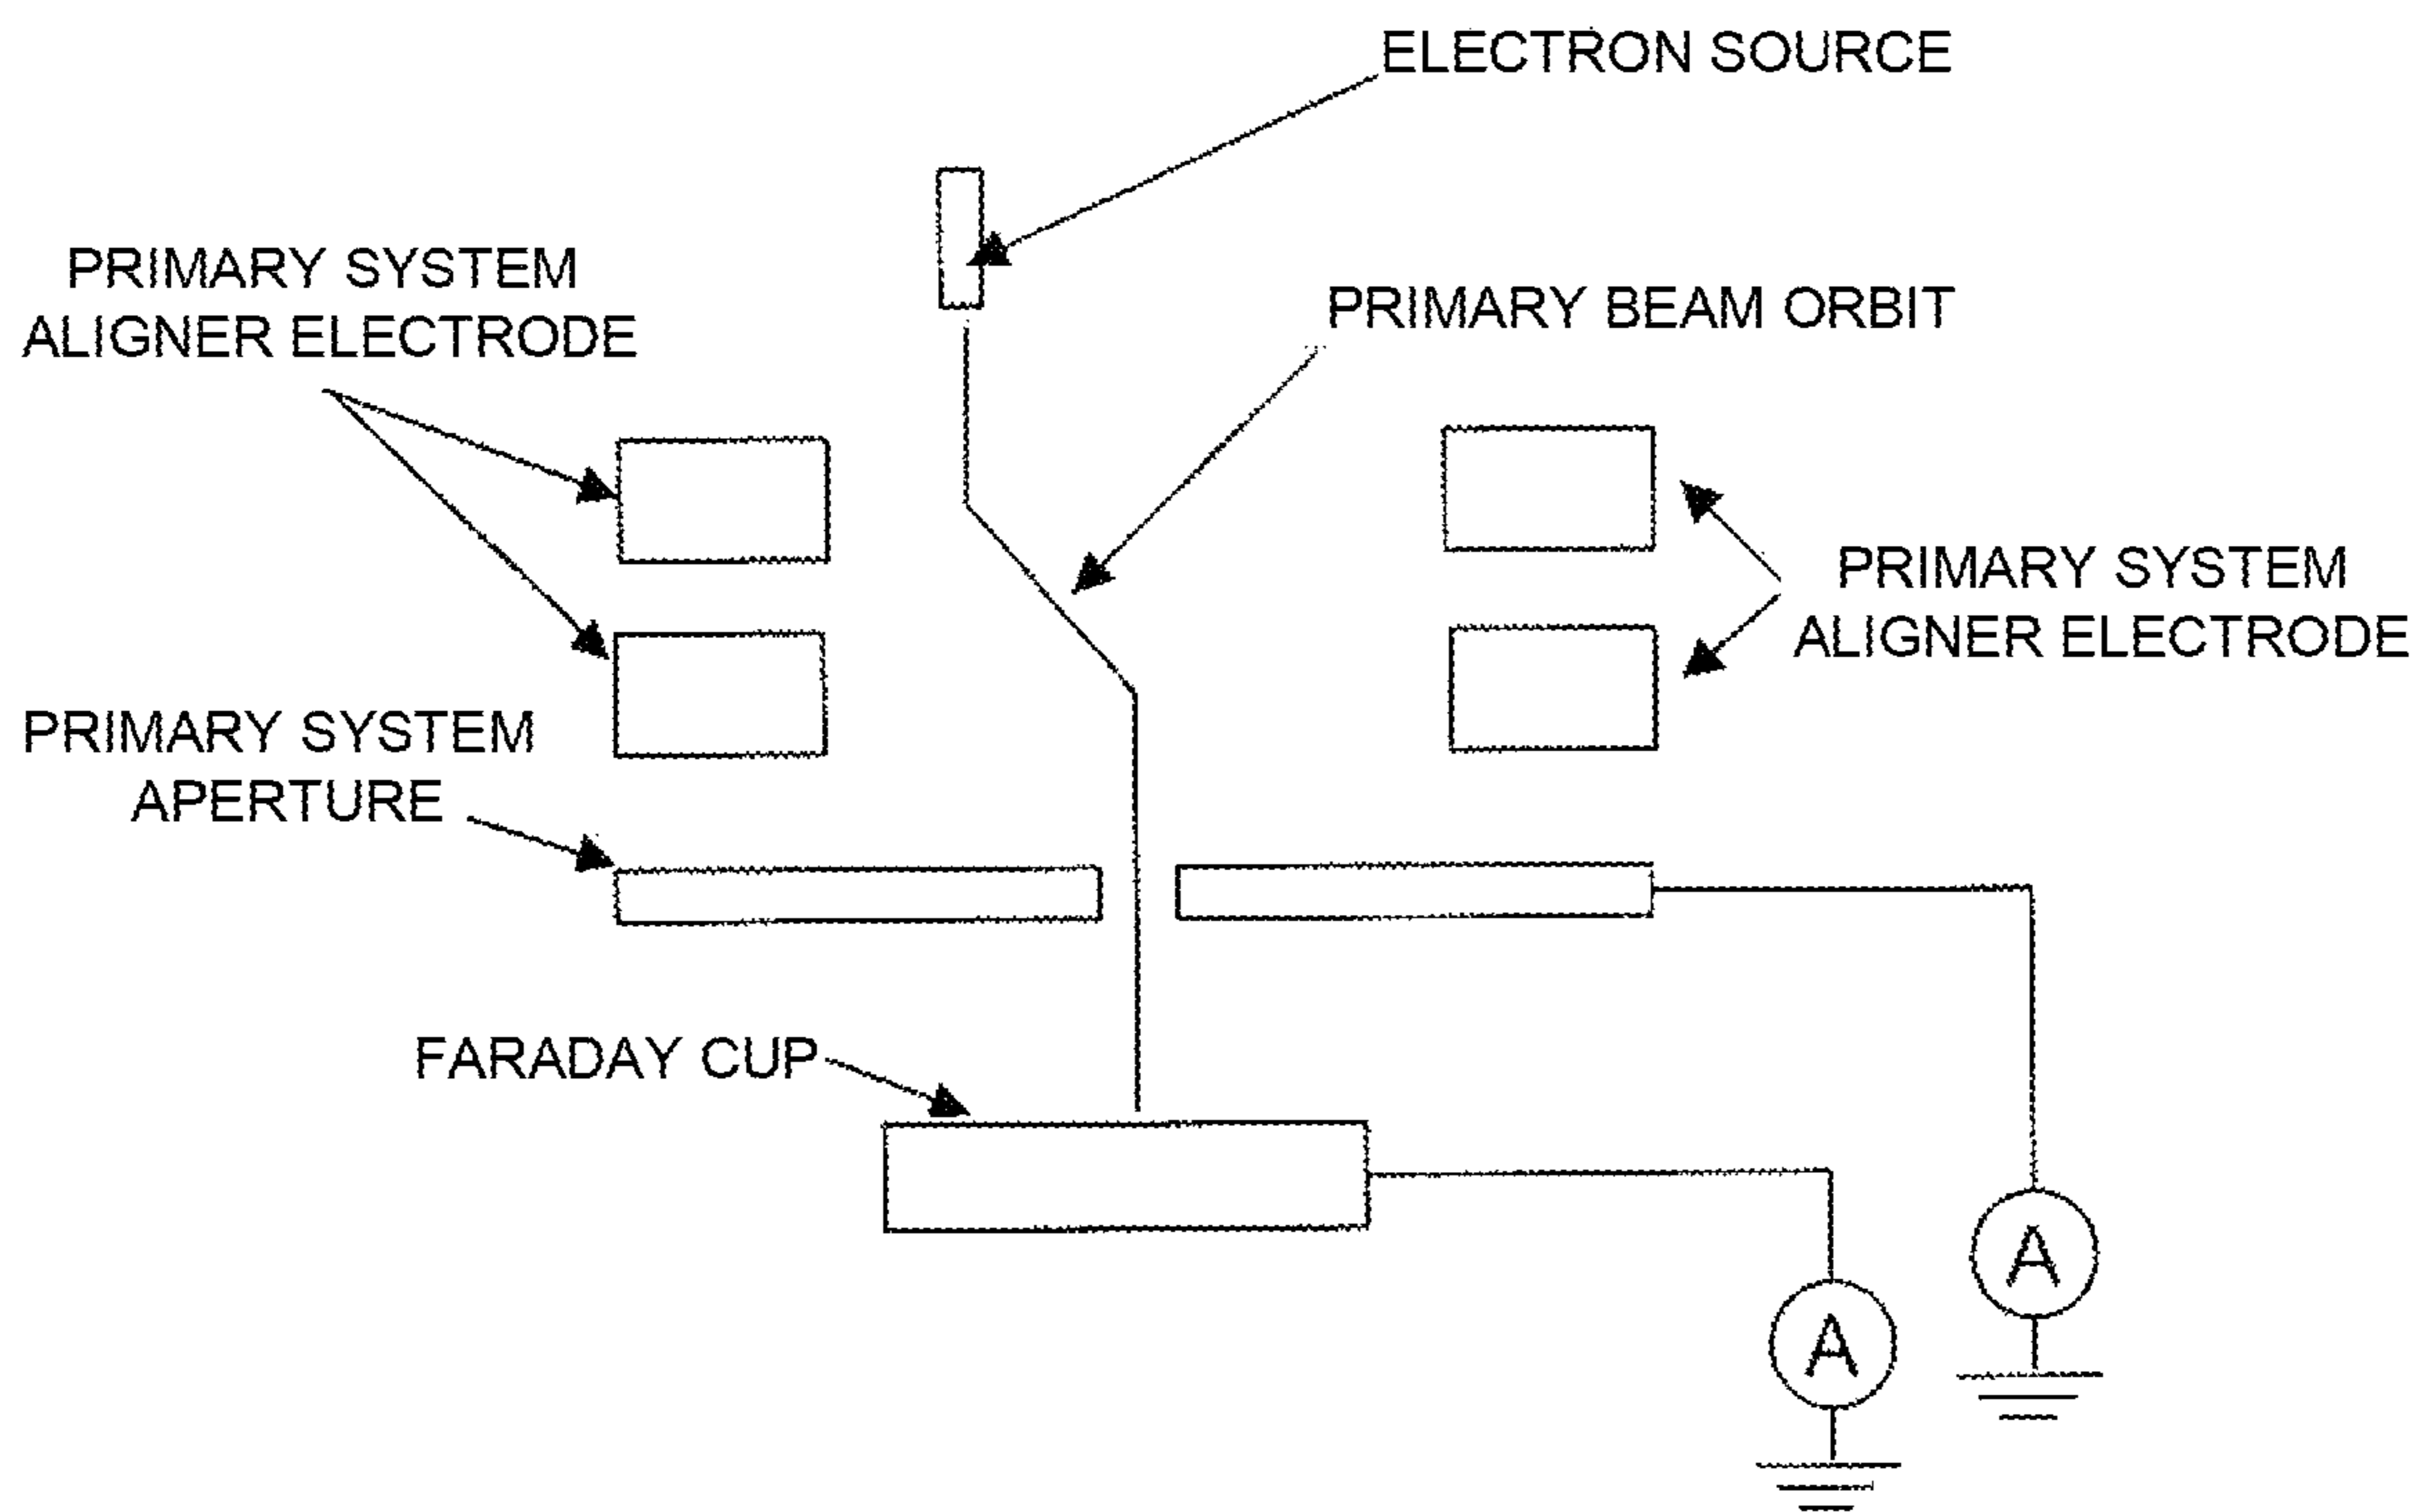 ELECTRON SOURCE
PRIMARY SYSTEM
ALIGNER ELECTRODE
PRIMARY BEAM ORBIT
PRIMARY SYSTEM
ALIGNER ELECTRODE
PRIMARY SYSTEM
APERTURE
FARADAY CUP
A
A